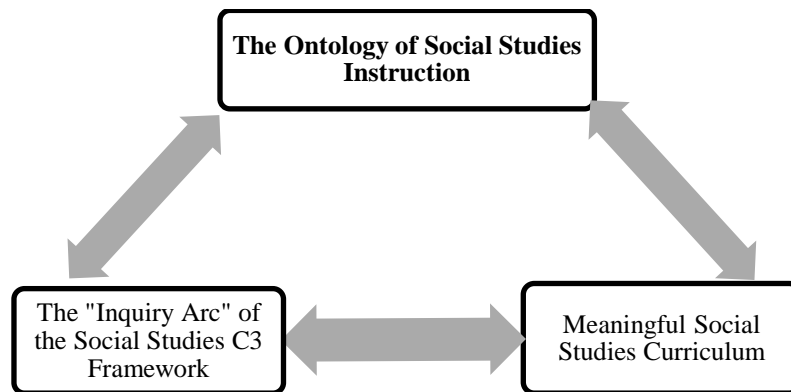 The Ontology of Social Studies
Instruction
The "Inquiry Arc" of
the Social Studies C3
Framework
Meaningful Social
Studies Curriculum